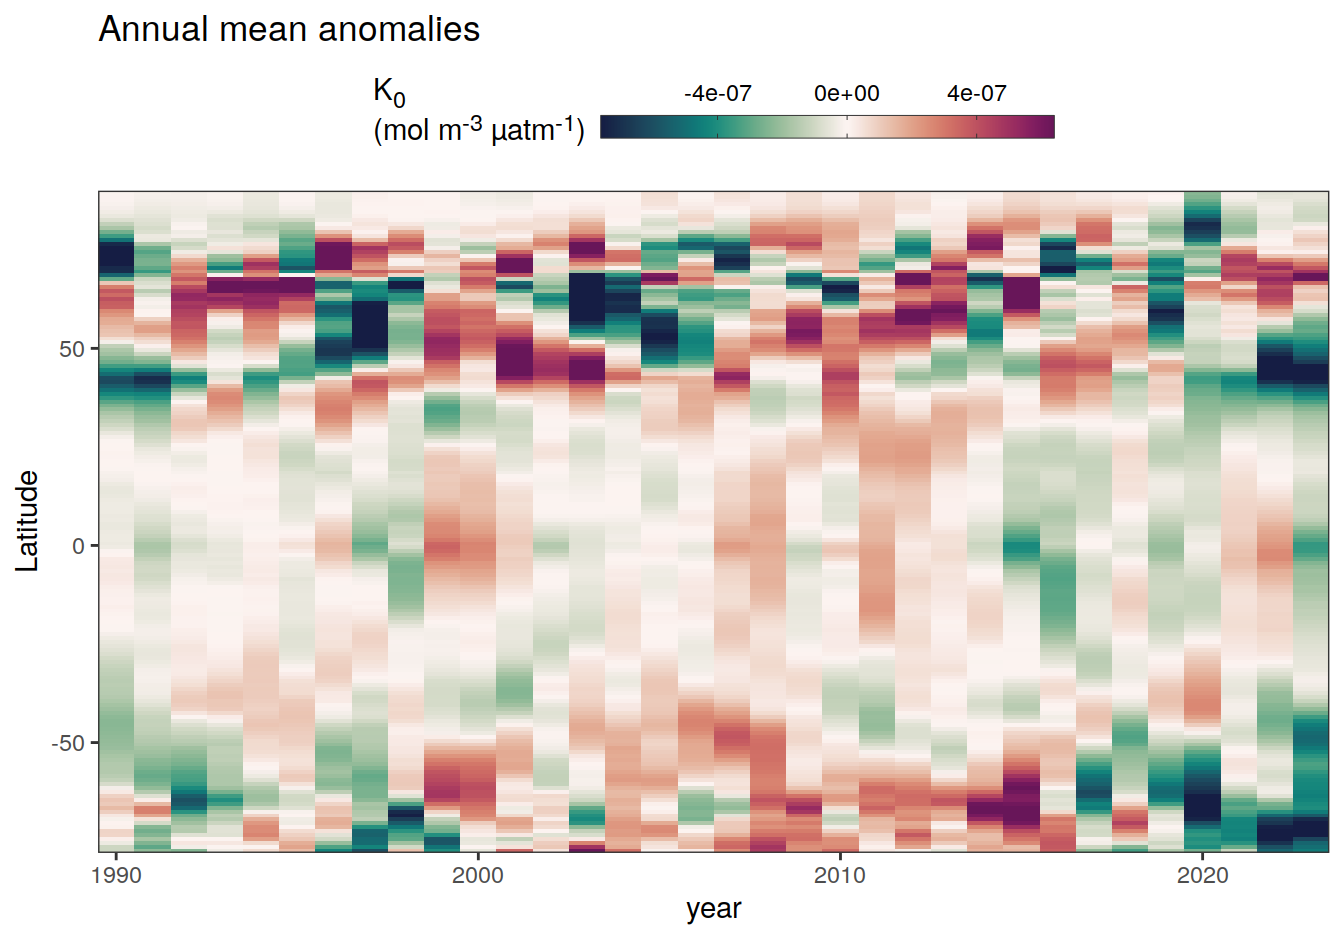 Annual mean anomalies
K0
(mol m-3 µatm-1)
-4e-07 0e+00 4e-07
Latitude
50
0
-50
1990 2000 2010 2020
year